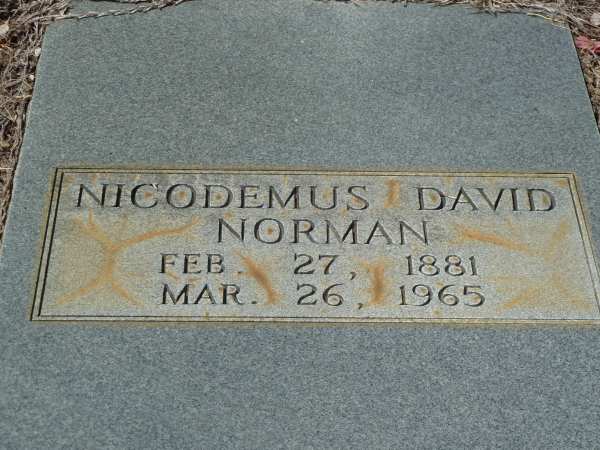 NICODEMUS DAVID
NORMAN
FEB. 27, 1881
MAR. 26, 1965